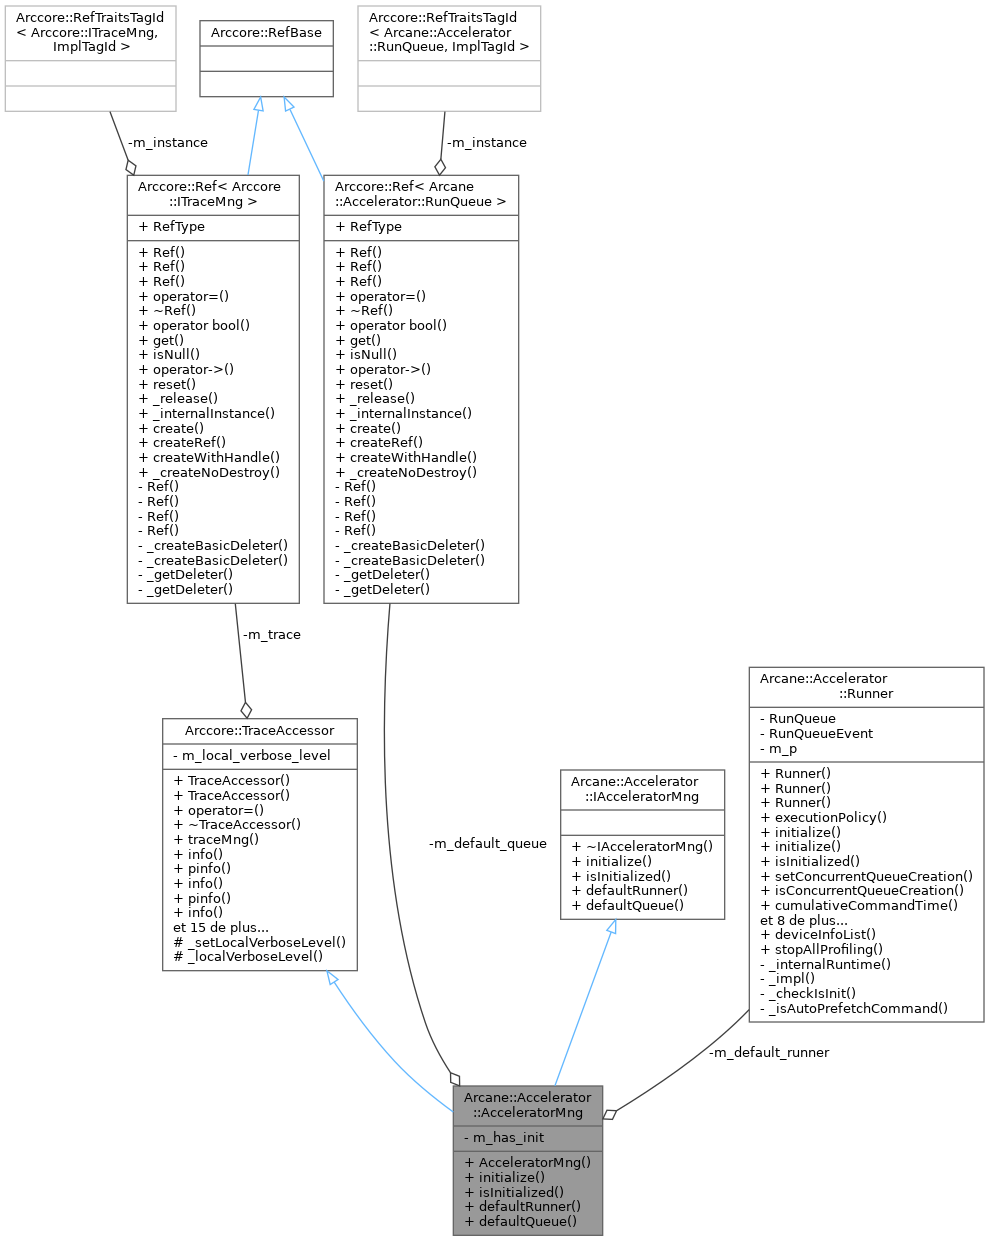 Arccore::RefTraitsTagId
< Arccore::ITraceMng,
ImplTagId >
Arccore::RefBase
Arccore::RefTraitsTagId
< Arcane::Accelerator
::RunQueue, ImplTagId >
-m_instance
-m_instance
Arccore::Ref< Arccore
::ITraceMng >
+ RefType
+ Ref()
+ Ref()
+ Ref()
+ operator=()
+ ~Ref()
+ operator bool()
+ get()
+ isNull()
+ operator->()
+ reset()
+ _release()
+ _internalInstance()
+ create()
+ createRef()
+ createWithHandle()
+ _createNoDestroy()
- Ref()
- Ref()
- Ref()
- Ref()
- _createBasicDeleter()
- _createBasicDeleter()
- _getDeleter()
- _getDeleter()
Arccore::Ref< Arcane
::Accelerator::RunQueue >
+ RefType
+ Ref()
+ Ref()
+ Ref()
+ operator=()
+ ~Ref()
+ operator bool()
+ get()
+ isNull()
+ operator->()
+ reset()
+ _release()
+ _internalInstance()
+ create()
+ createRef()
+ createWithHandle()
+ _createNoDestroy()
- Ref()
- Ref()
- Ref()
- Ref()
- _createBasicDeleter()
- _createBasicDeleter()
- _getDeleter()
- _getDeleter()
-m_trace
Arccore::TraceAccessor
- m_local_verbose_level
+ TraceAccessor()
+ TraceAccessor()
+ operator=()
+ ~TraceAccessor()
+ traceMng()
+ info()
+ pinfo()
+ info()
+ pinfo()
+ info()
et 15 de plus...
# _setLocalVerboseLevel()
# _localVerboseLevel()
-m_default_queue
Arcane::Accelerator
::IAcceleratorMng
+ ~IAcceleratorMng()
+ initialize()
+ isInitialized()
+ defaultRunner()
+ defaultQueue()
Arcane::Accelerator
::Runner
- RunQueue
- RunQueueEvent
- m_p
+ Runner()
+ Runner()
+ Runner()
+ executionPolicy()
+ initialize()
+ initialize()
+ isInitialized()
+ setConcurrentQueueCreation()
+ isConcurrentQueueCreation()
+ cumulativeCommandTime()
et 8 de plus...
+ deviceInfoList()
+ stopAllProfiling()
- _internalRuntime()
- _impl()
- _checkIsInit()
- _isAutoPrefetchCommand()
-m_default_runner
Arcane::Accelerator
::AcceleratorMng
- m_has_init
+ AcceleratorMng()
+ initialize()
+ isInitialized()
+ defaultRunner()
+ defaultQueue()